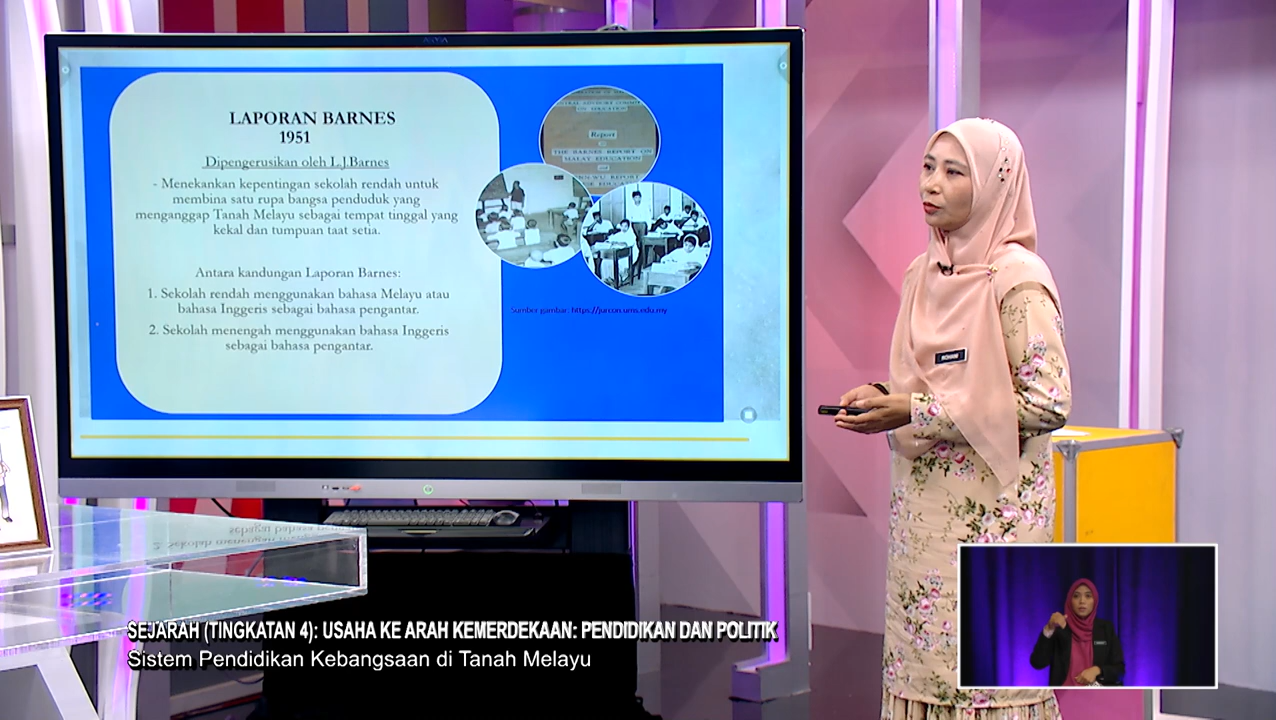 LAPORAN BARNES
1951
Dipengerusikan oleh L.J.Barnes
- Menekankan kepentingan sekolah rendah untuk
membina satu rupa bangsa penduduk yang
menganggap Tanah Melayu sebagai tempat tinggal yang
kekal dan tumpuan taat setia.
Antara kandungan Laporan Barnes:
1. Sekolah rendah menggunakan bahasa Melayu atau
bahasa Inggeris sebagai bahasa pengantar.
2. Sekolah menengah menggunakan bahasa Inggeris
sebagai bahasa pengantar.
ON EDUCATION
Report
THE BARNES REPORT ON
MALAY EDUCATION
Sumber gambar: https://jurcon.ums.edu.my
ROHANI
SEJARAH (TINGKATAN 4): USAHA KE ARAH KEMERDEKAAN: PENDIDIKAN DAN POLITIK
Sistem Pendidikan Kebangsaan di Tanah Melayu